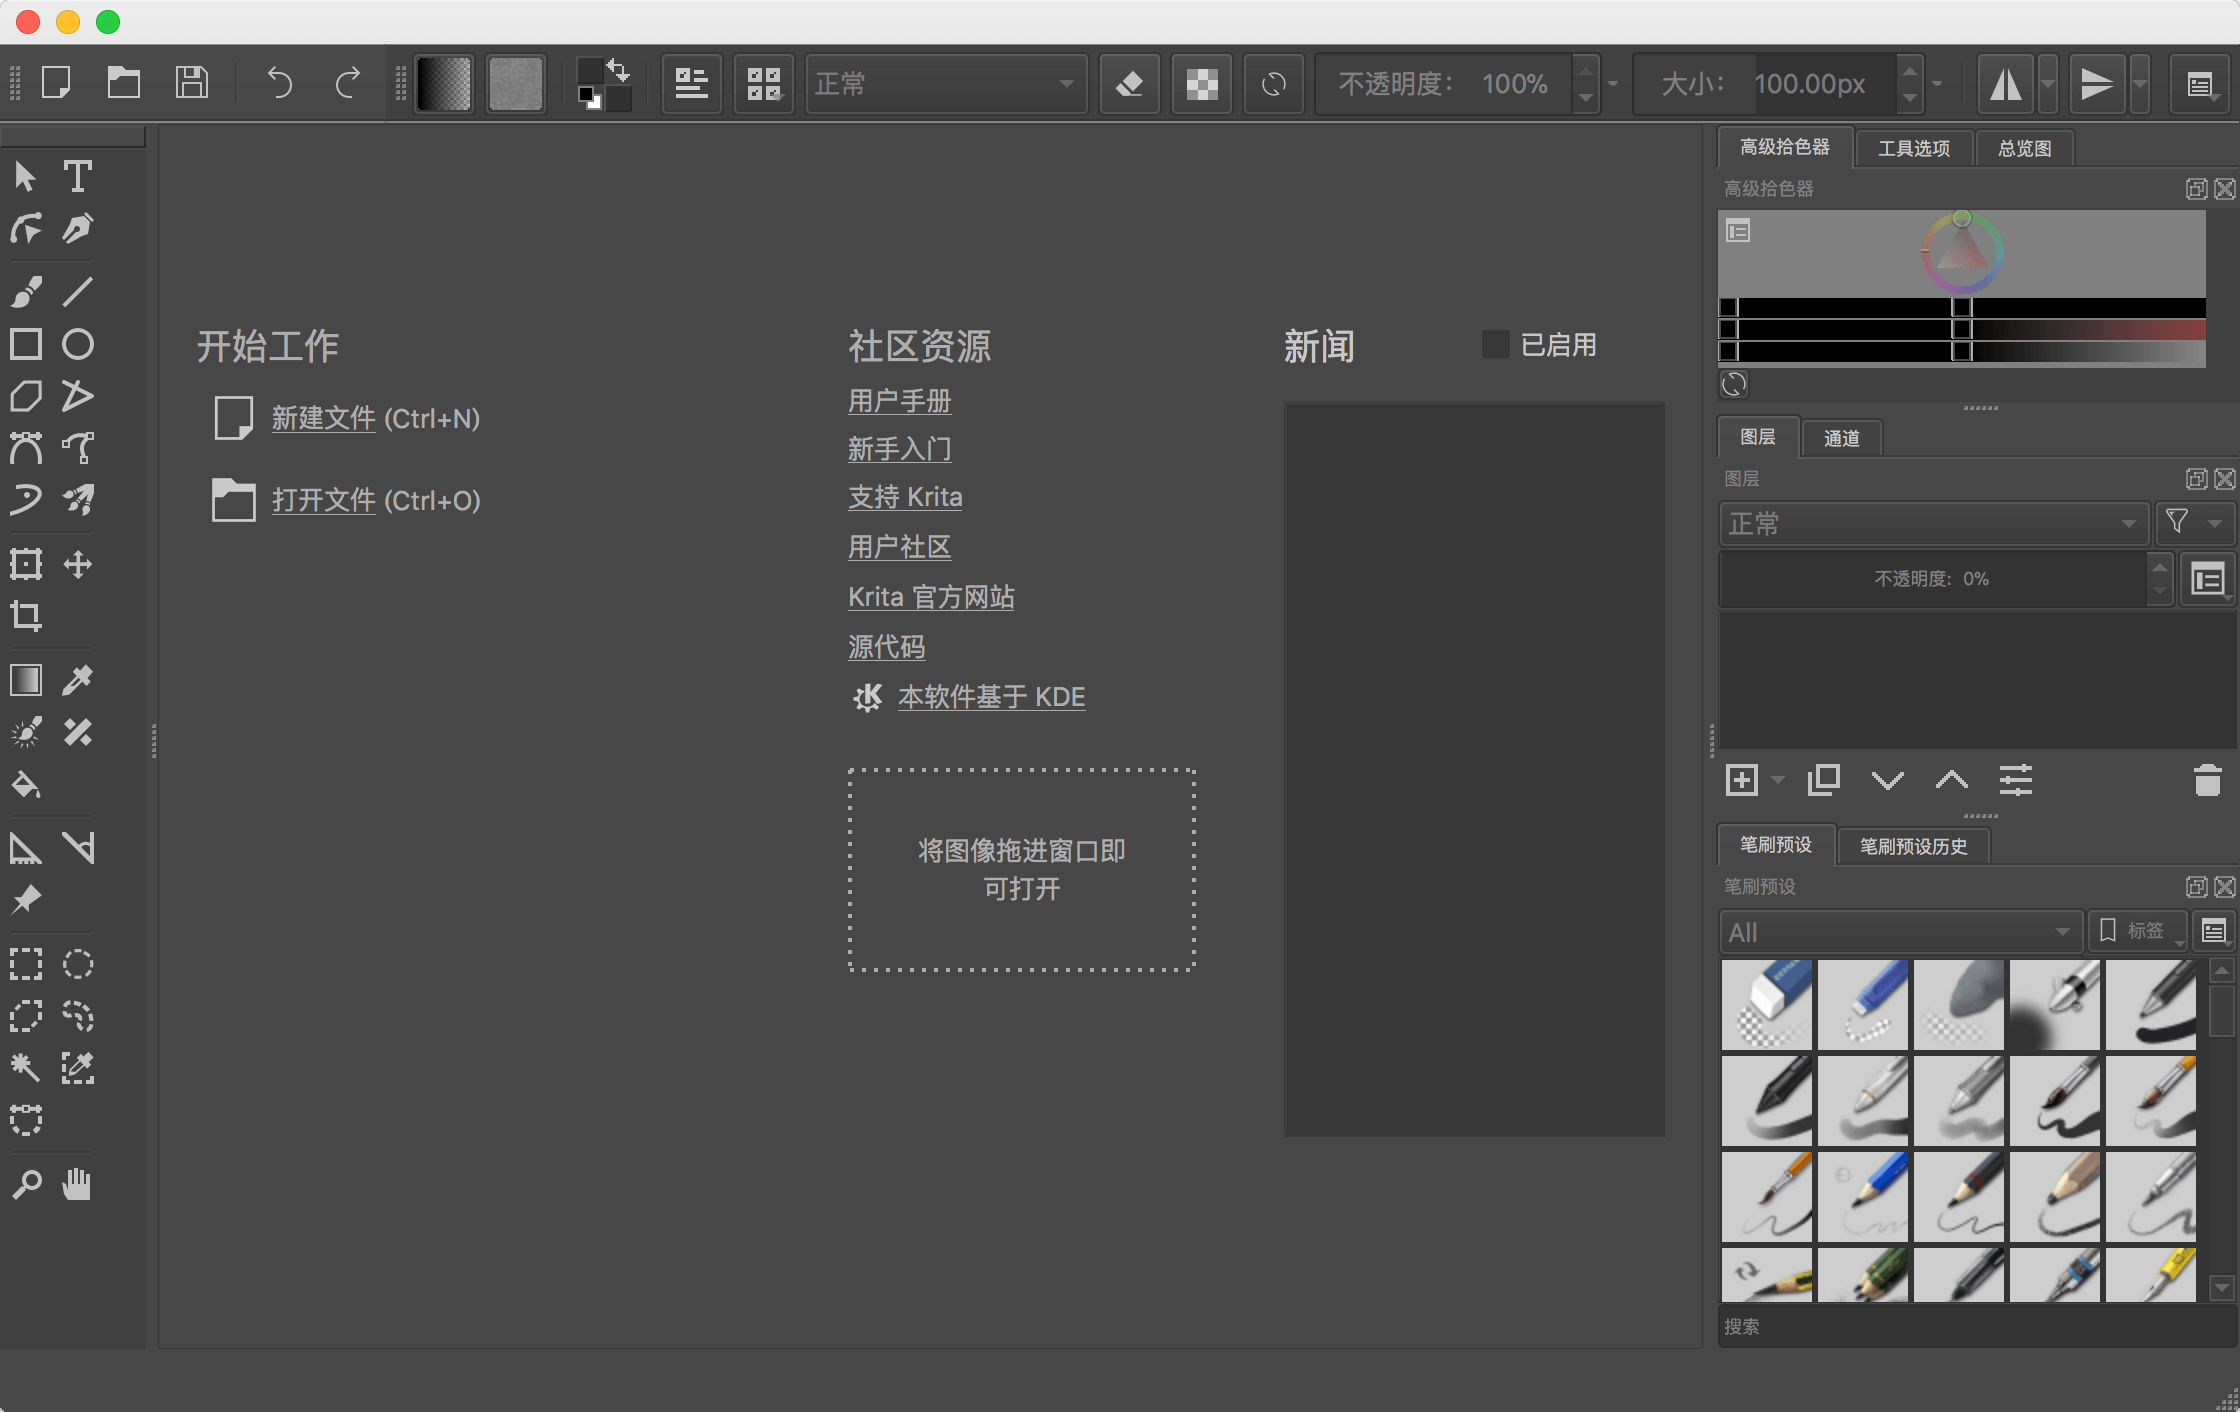 正常
不透明度: 100%
大小: 100.00px
高级拾色器
工具选项
总览图
高级拾色器
开始工作
新建文件 (Ctrl+N)
打开文件 (Ctrl+O)
社区资源
用户手册
新手入门
支持 Krita
用户社区
Krita 官方网站
源代码
本软件基于 KDE
将图像拖进窗口即
可打开
新闻
已启用
图层
通道
图层
正常
不透明度: 0%
笔刷预设
笔刷预设历史
笔刷预设
All
标签
搜索